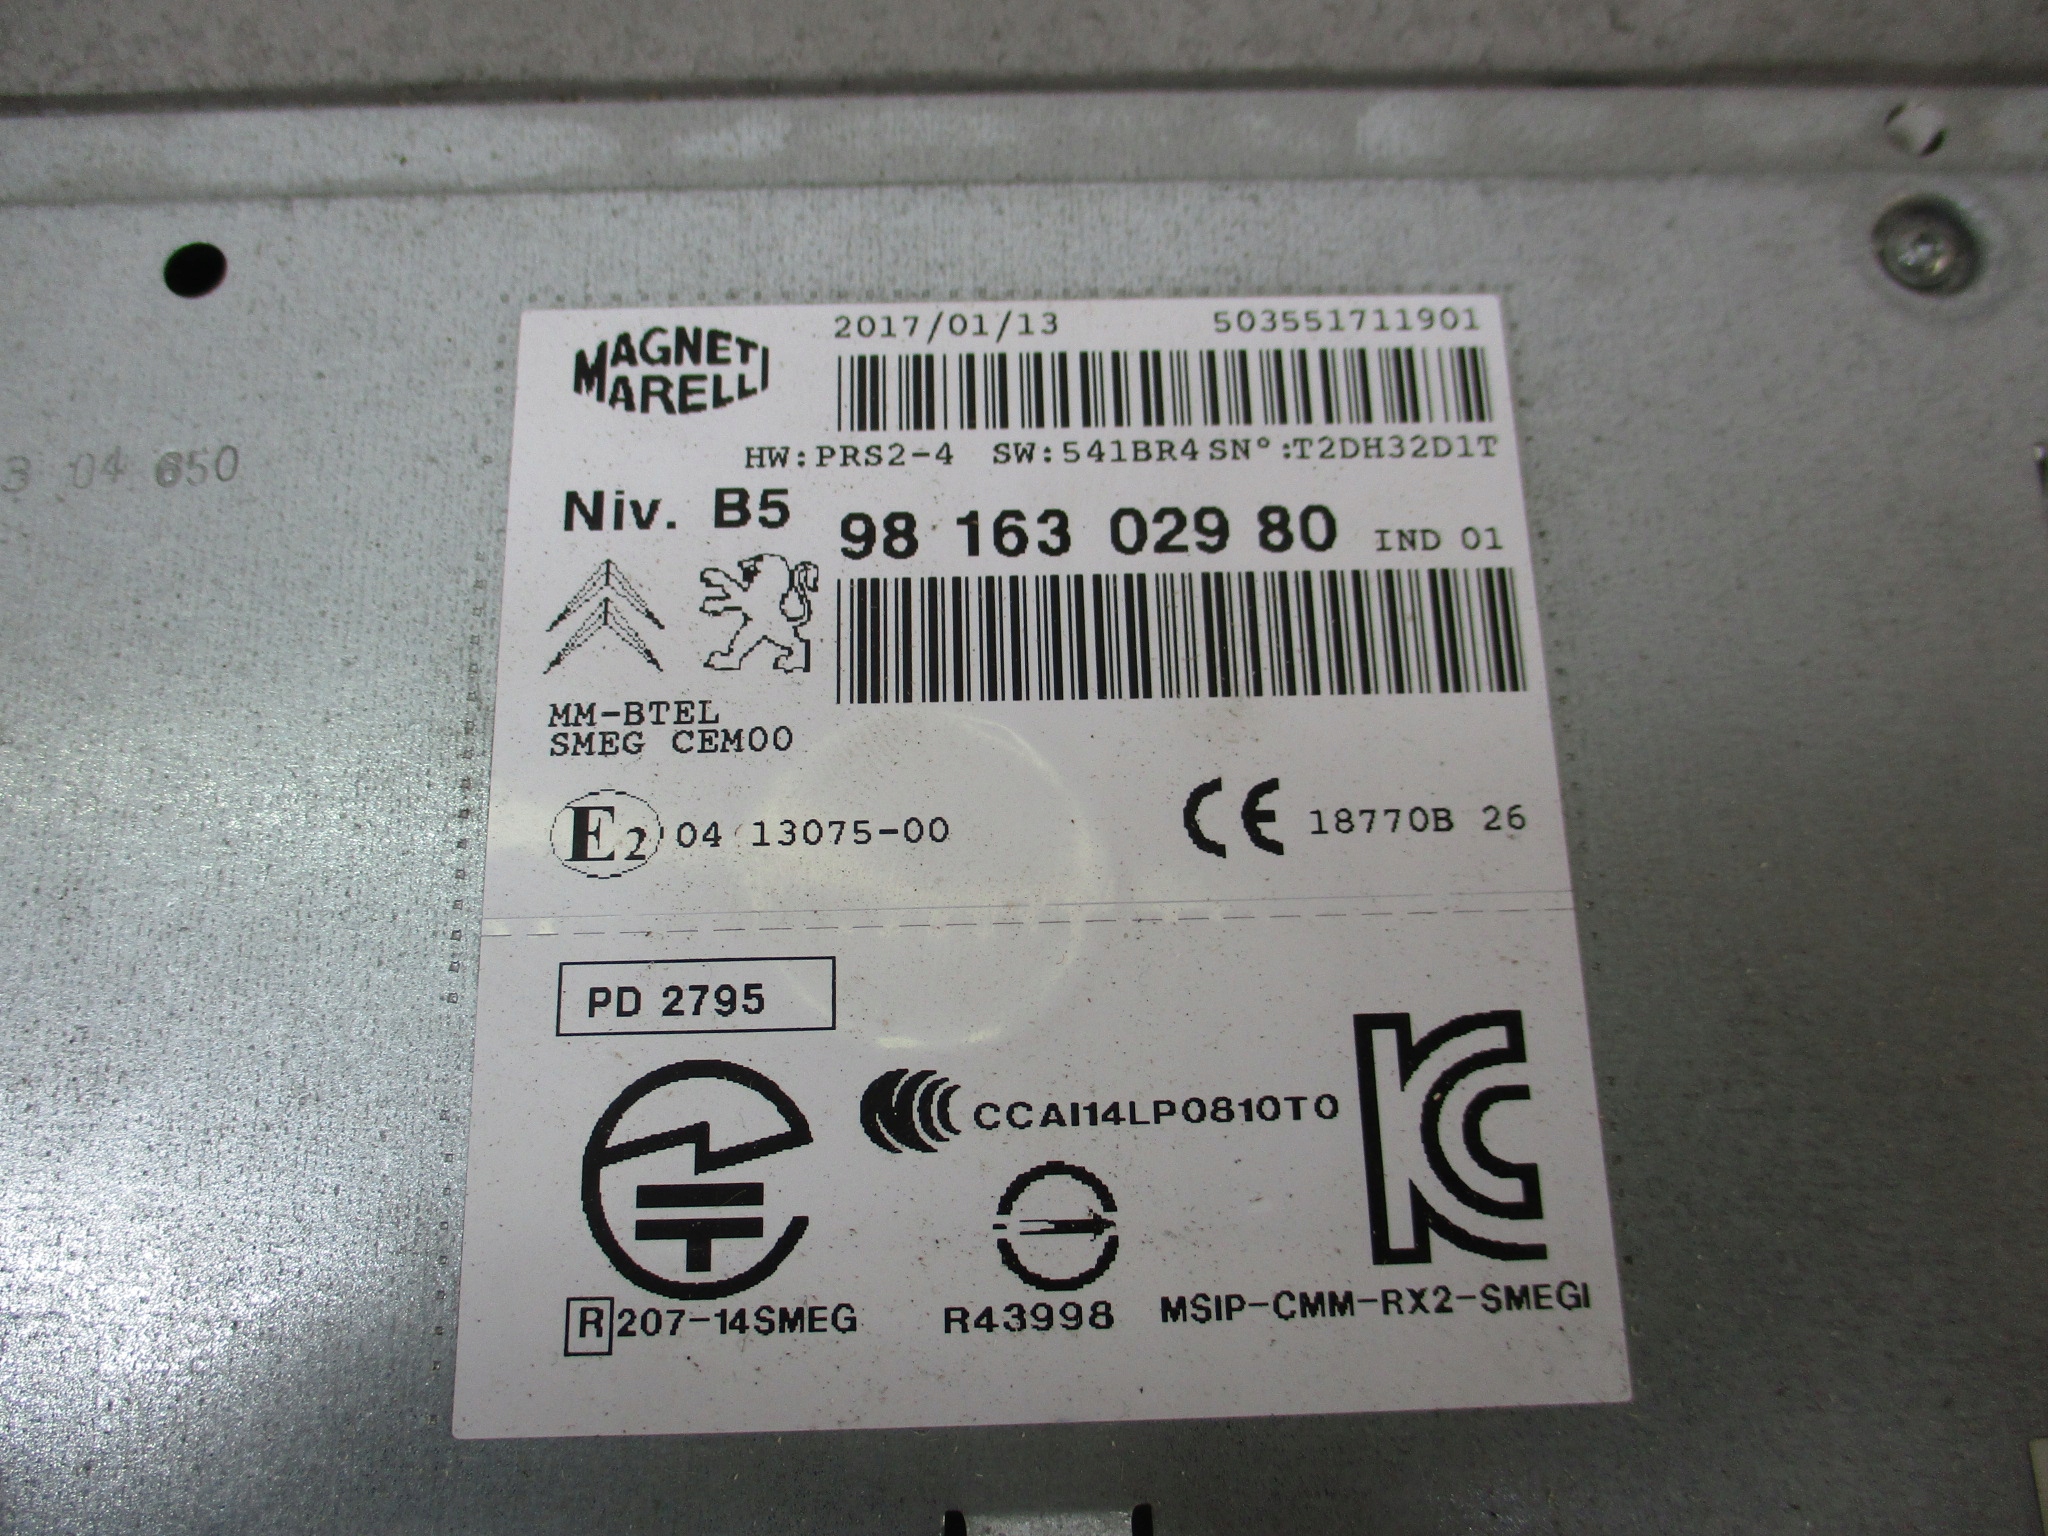 MAGNETI
MARELLI
2017/01/13 503551711901
HW:PRS2-4 SW:541BR4 SN°:T2DH32D1T
Niv. B5
98 163 029 80 IND 01
MM-BTEL
SMEG CEM00
E2 04 13075-00
CE 18770B 26
PD 2795
CCAI14LP0810T0
R 207-14SMEG
R43998
MSIP-CMM-RX2-SMEGI
3 04 650